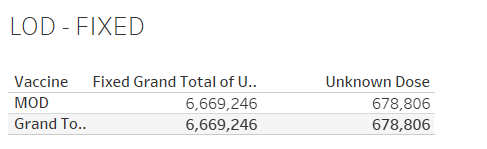 LOD - FIXED
Vaccine Fixed Grand Total of U.. Unknown Dose
MOD 6,669,246 678,806
Grand To.. 6,669,246 678,806